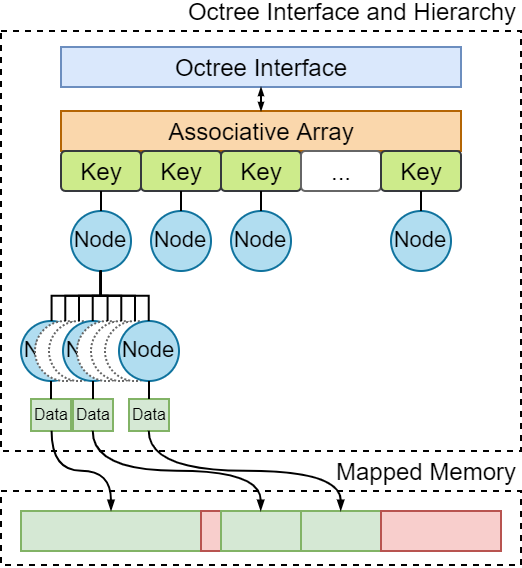 Octree Interface and Hierarchy
Octree Interface
Associative Array
Key Key Key ... Key
Node Node Node Node
N N Node
Data Data Data
Mapped Memory